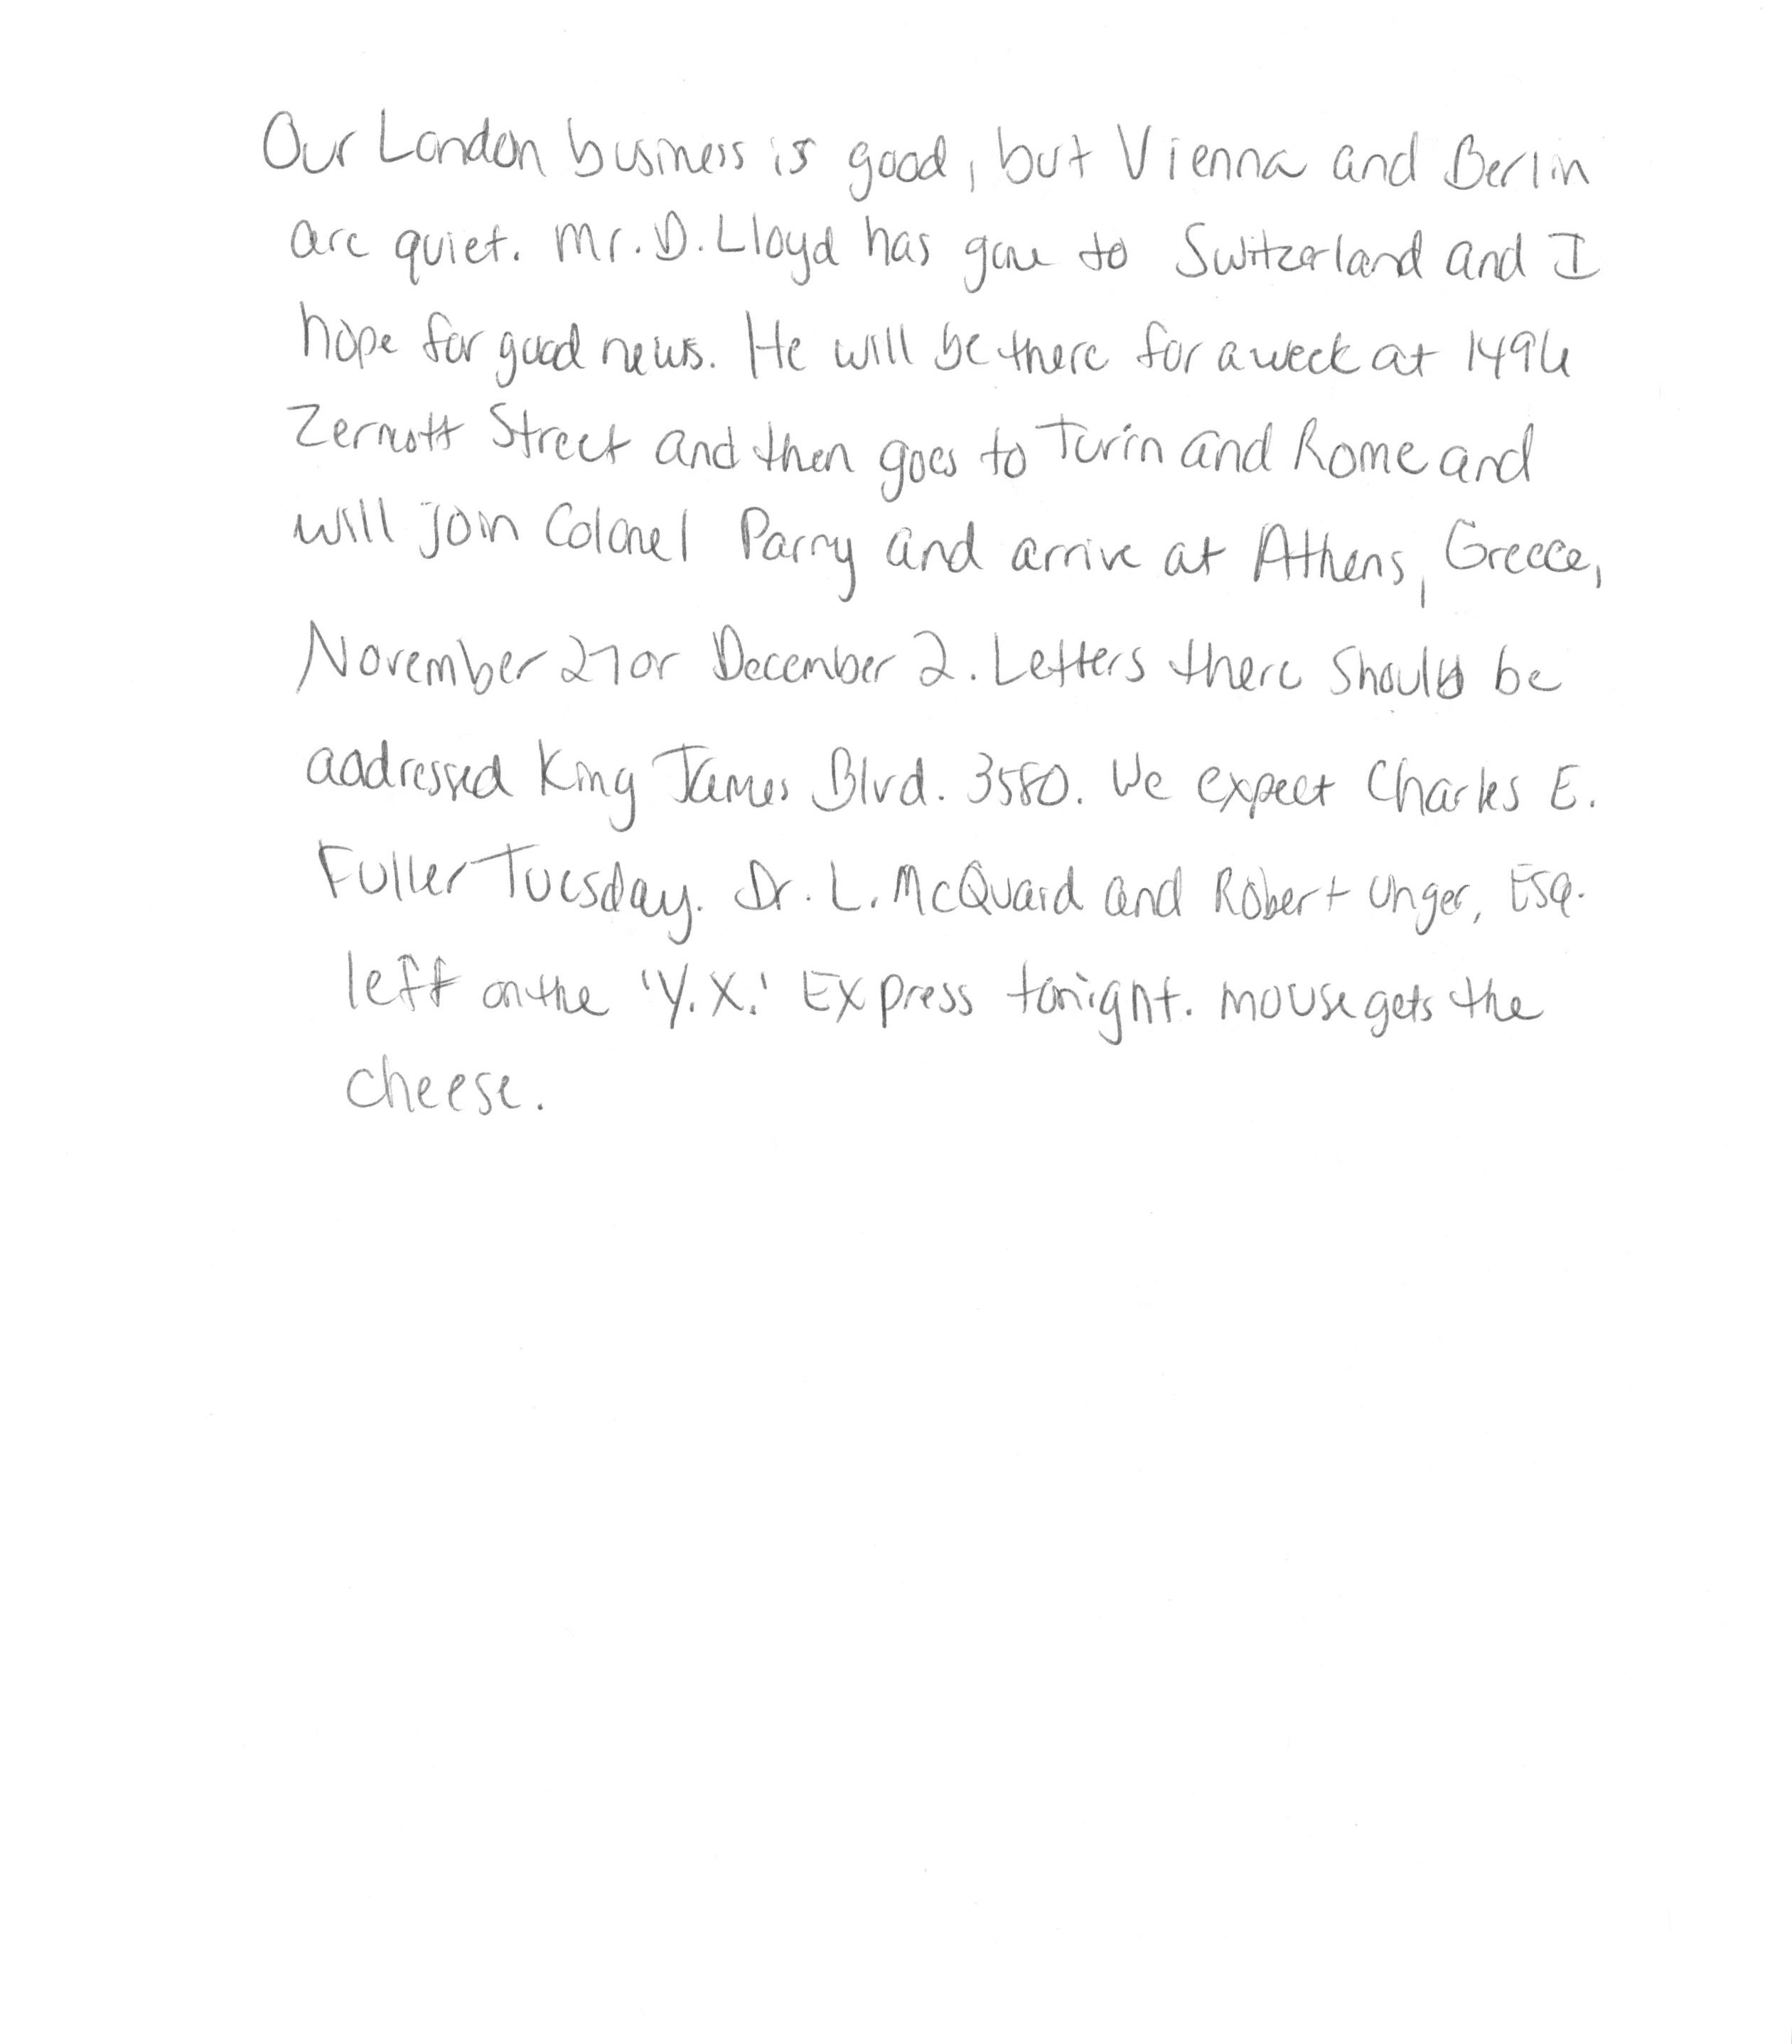 Our London business is good, but Vienna and Berlin
are quiet. Mr. D. Lloyd has gone to Switzerland and I
hope for good news. He will be there for a week at 1496
Zermott Street and then goes to Turin and Rome and
will join Colonel Parry and arrive at Athens, Greece,
November 27 or December 2. Letters there should be
addressed King James Blvd. 3580. We expect Charles E.
Fuller Tuesday. Dr. L. McQuaid and Robert Unger, Esq.
left on the 'Y.X.' Express tonight. mouse gets the
cheese.